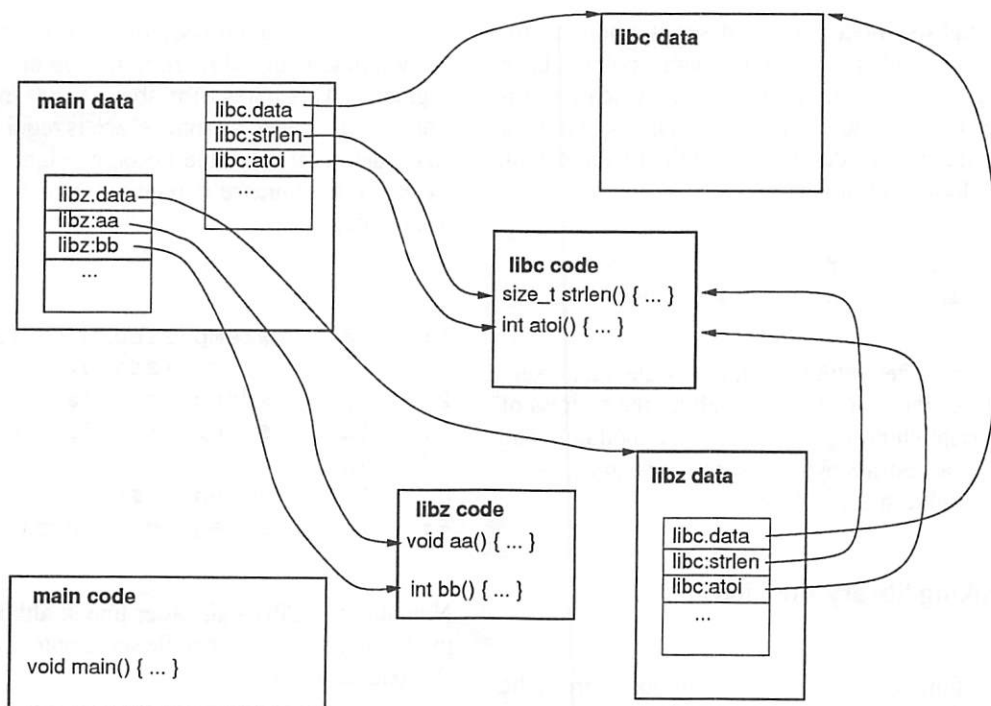 libc data
main data
libc.data
libc:strlen
libc:atoi
...
libz.data
libz:aa
libz:bb
...
libc code
size_t strlen() { ... }
int atoi() { ... }
libz data
libc.data
libc:strlen
libc:atoi
...
libz code
void aa() { ... }
int bb() { ... }
main code
void main() { ... }